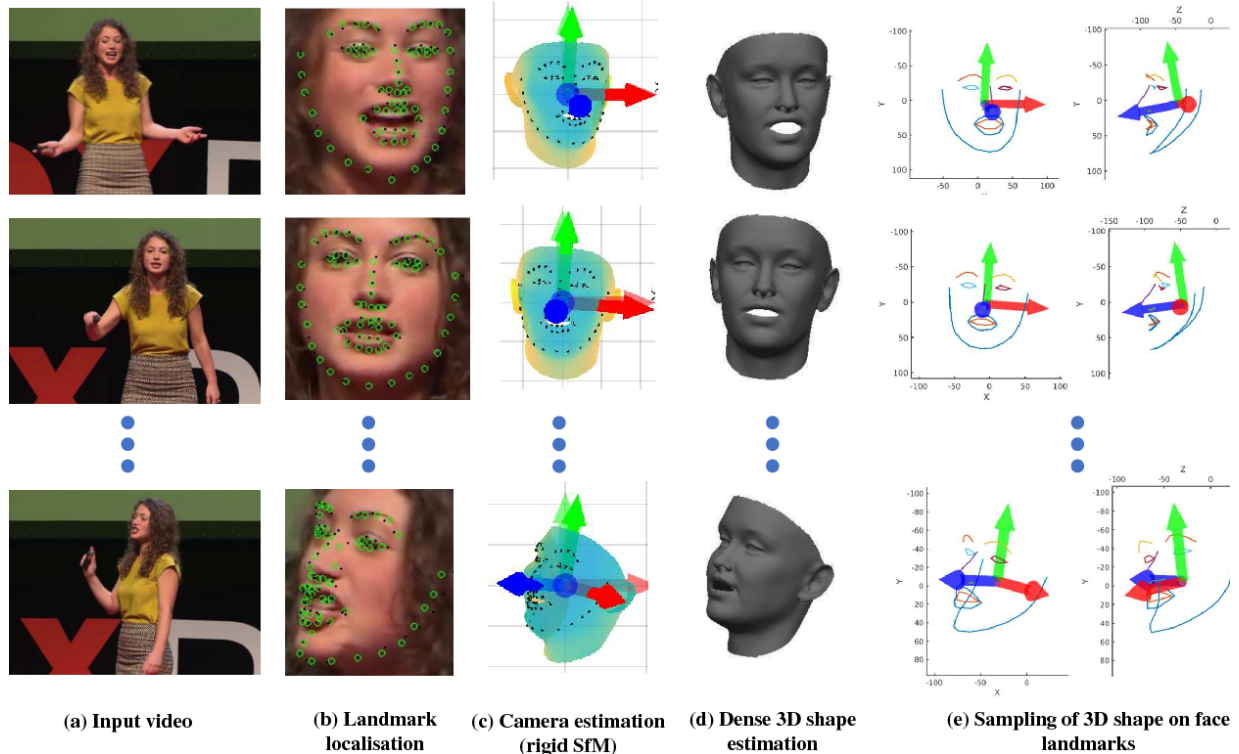 Z
-100 -50 0
-100 -100
-50 -50
Y 0 Y 0
50 50
100 100
-50 0 50 100
X D
Z
-150 -100 -50 0
-100 -100
-50 -50
Y 0 Y 0
50 50
100 100
-100 -50 0 50 100
X
x D
Z
-100 -50 0
-100 -100
-80 -80
-60 -60
-40 -40
-20 -20
Y 0 Y 0
20 20
40 40
60 60
80 80
-100 -50 0
X
X D
(a) Input video
(b) Landmark
localisation
(c) Camera estimation
(rigid SfM)
(d) Dense 3D shape
estimation
(e) Sampling of 3D shape on face
landmarks